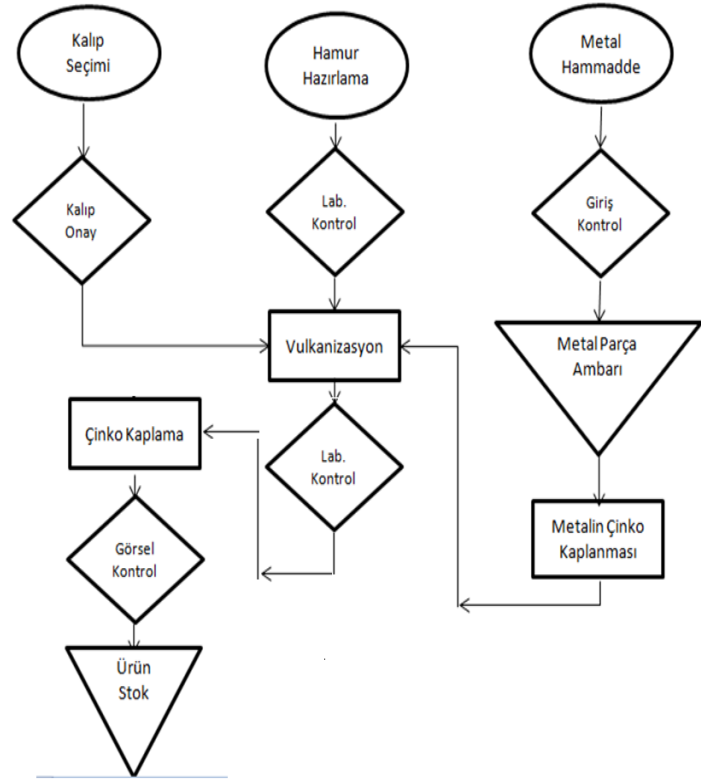 Kalıp
Seçimi
Hamur
Hazırlama
Metal
Hammadde
Kalıp
Onay
Lab.
Kontrol
Giriş
Kontrol
Vulkanizasyon
Metal Parça
Ambarı
Çinko Kaplama
Lab.
Kontrol
Metalin Çinko
Kaplanması
Görsel
Kontrol
Ürün
Stok